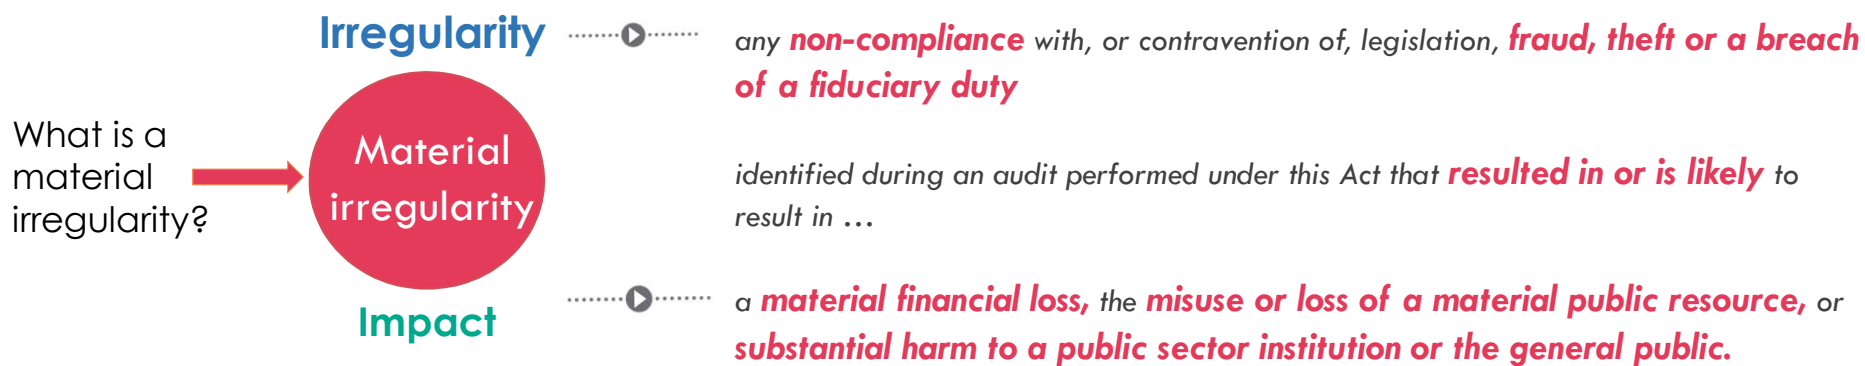 Irregularity
any non-compliance with, or contravention of, legislation, fraud, theft or a breach
of a fiduciary duty
What is a
material
irregularity?
Material
irregularity
identified during an audit performed under this Act that resulted in or is likely to
result in …
Impact
a material financial loss, the misuse or loss of a material public resource, or
substantial harm to a public sector institution or the general public.